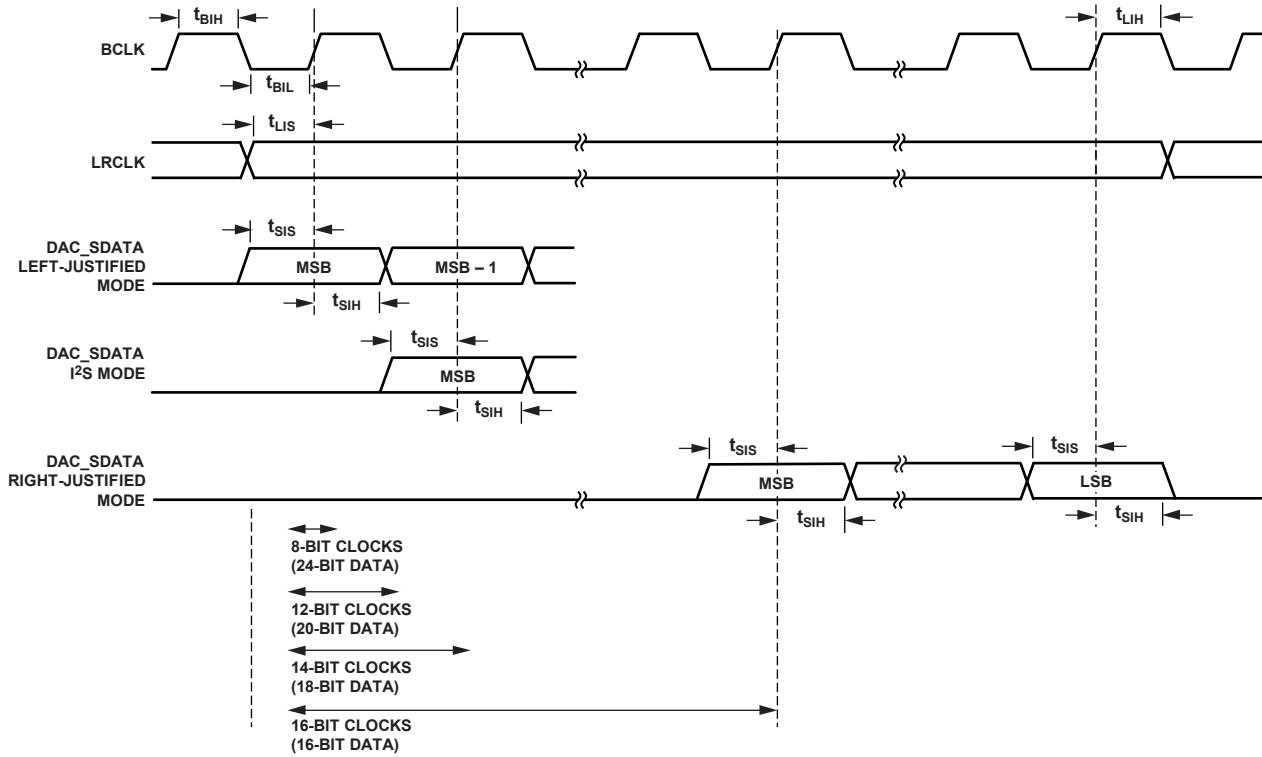 tBIH
tLIH
BCLK
tBIL
tLIS
LRCLK
tSIS
DAC_SDATA
LEFT-JUSTIFIED
MODE
MSB
MSB – 1
tSIH
tSIS
DAC_SDATA
I2S MODE
MSB
tSIH
tSIS
tSIS
DAC_SDATA
RIGHT-JUSTIFIED
MODE
MSB
LSB
tSIH
tSIH
8-BIT CLOCKS
(24-BIT DATA)
12-BIT CLOCKS
(20-BIT DATA)
14-BIT CLOCKS
(18-BIT DATA)
16-BIT CLOCKS
(16-BIT DATA)